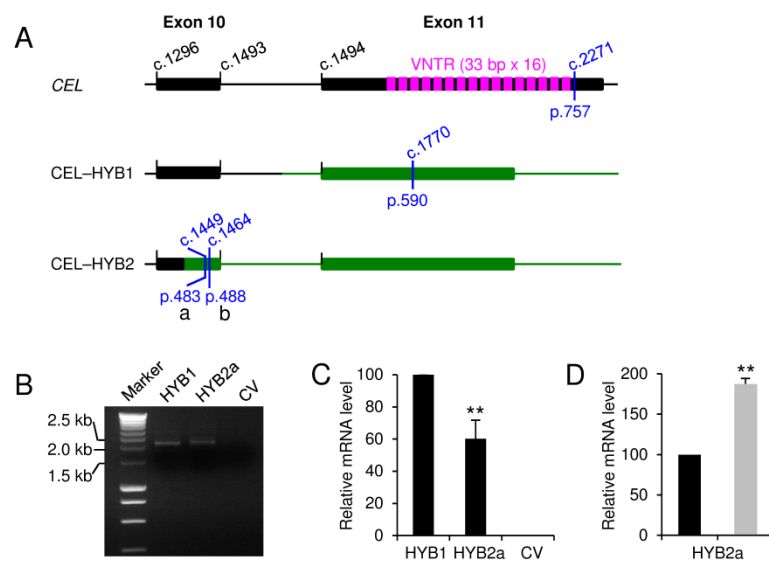 A
Exon 10
Exon 11
c.1296
c.1493
c.1494
VNTR (33 bp x 16)
c.2271
CEL
p.757
CEL–HYB1
c.1770
p.590
CEL–HYB2
c.1449
c.1464
p.483
p.488
a
b
B
Marker
HYB1
HYB2a
CV
2.5 kb
2.0 kb
1.5 kb
C
Relative mRNA level
100
80
60
40
20
0
**
HYB1
HYB2a
CV
D
Relative mRNA level
200
150
100
50
0
**
HYB2a